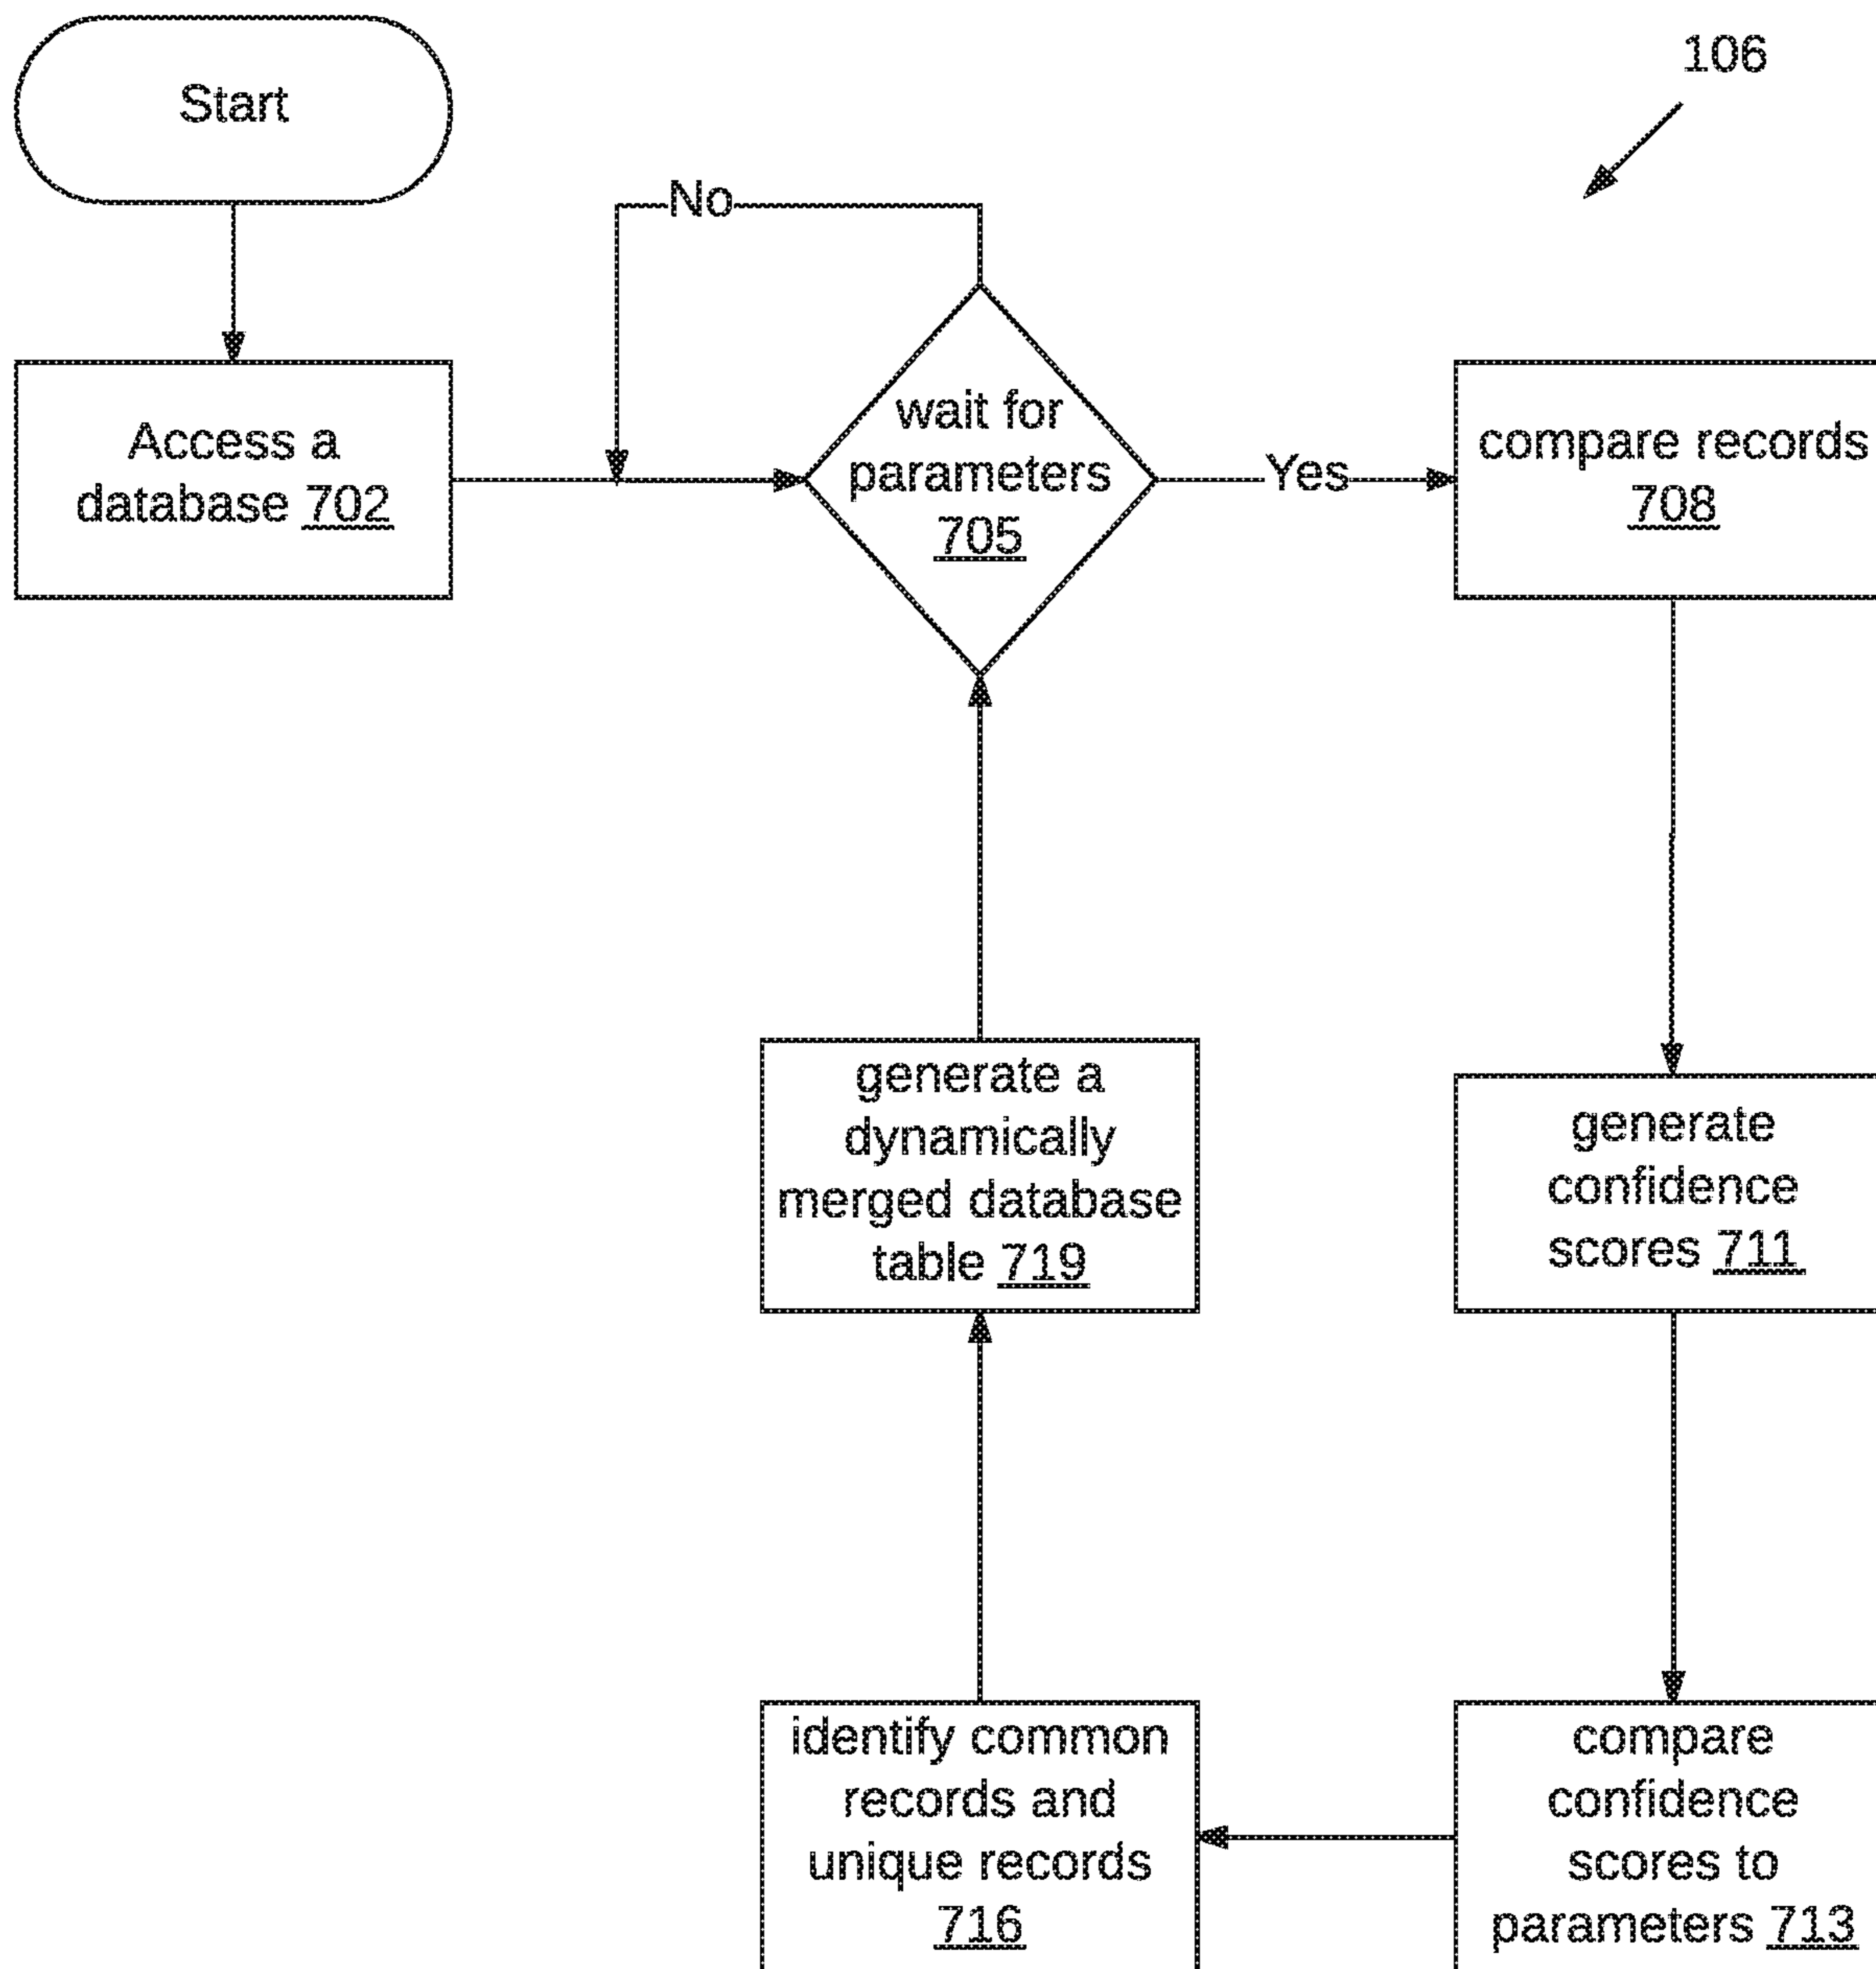 Start
106
No
Access a
database 702
wait for
parameters
705
Yes
compare records
708
generate a
dynamically
merged database
table 719
generate
confidence
scores 711
identify common
records and
unique records
716
compare
confidence
scores to
parameters 713